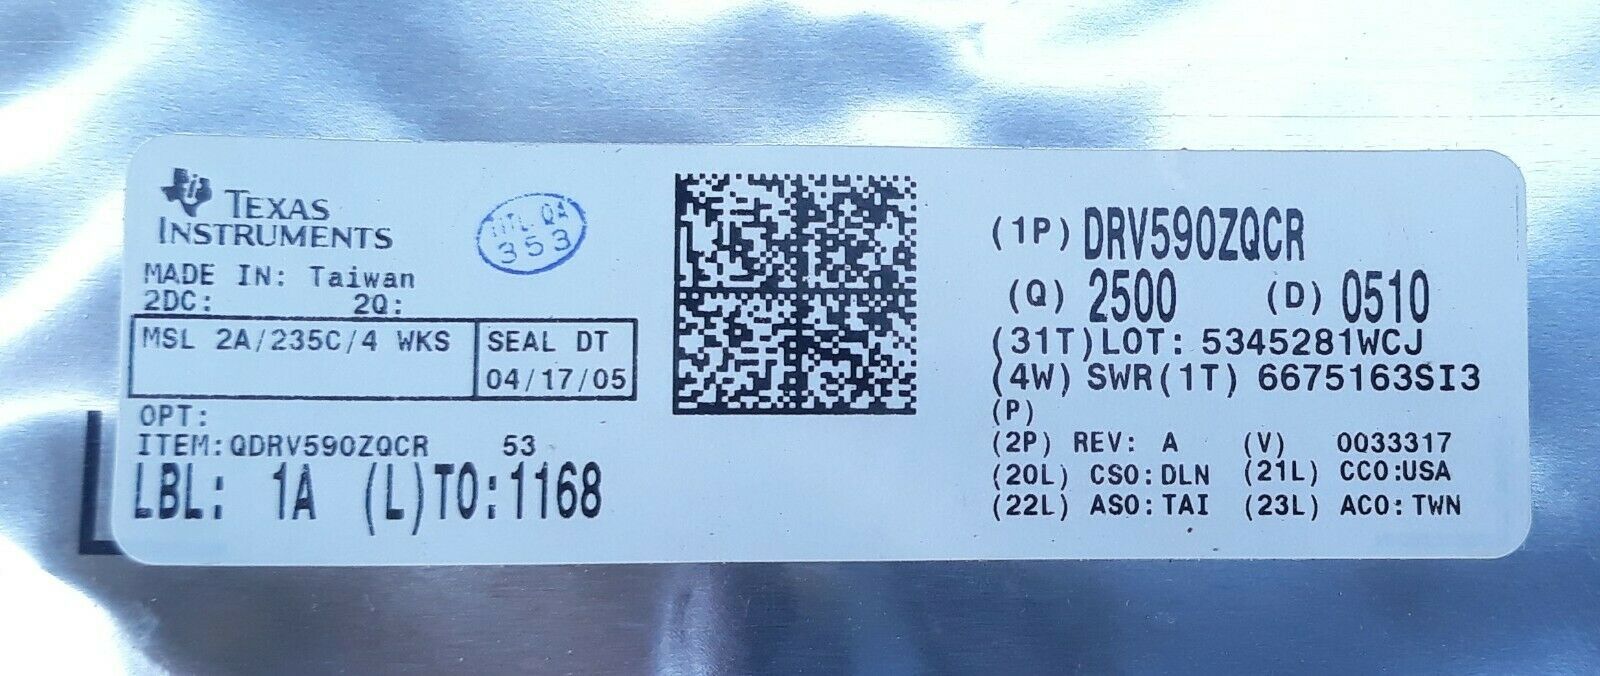 TEXAS
INSTRUMENTS
MADE IN: Taiwan
2DC: 2Q:
MSL 2A/235C/4 WKS
SEAL DT
04/17/05
OPT:
ITEM:QDRV590ZQCR 53
LBL: 1A (L)TO:1168
QA
353
(1P) DRV590ZQCR
(Q) 2500 (D) 0510
(31T)LOT: 5345281WCJ
(4W) SWR(1T) 6675163SI3
(P)
(2P) REV: A (V) 0033317
(20L) CSO:DLN (21L) CCO:USA
(22L) ASO:TAI (23L) ACO:TWN